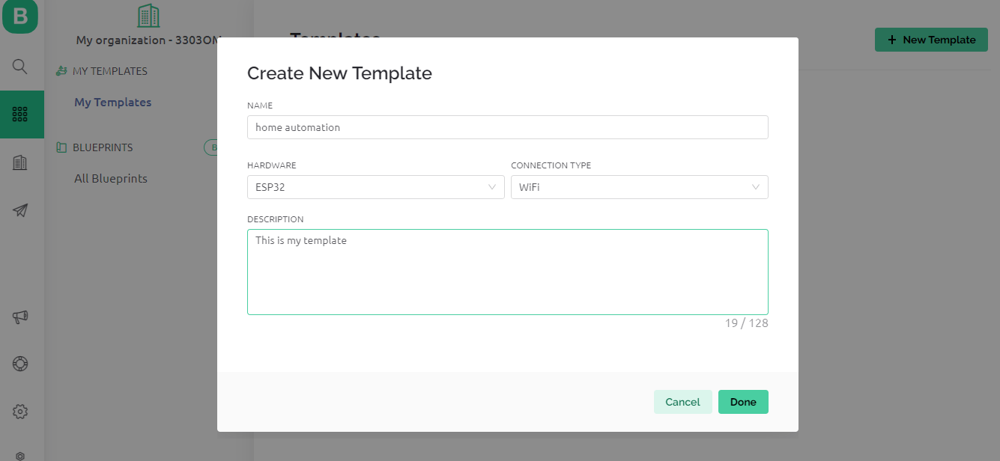 B
My organization - 3303OM
Templates
+ New Template
MY TEMPLATES
My Templates
BLUEPRINTS
B
All Blueprints
Create New Template
NAME
home automation
HARDWARE
CONNECTION TYPE
ESP32
WiFi
DESCRIPTION
This is my template
19 / 128
Cancel
Done